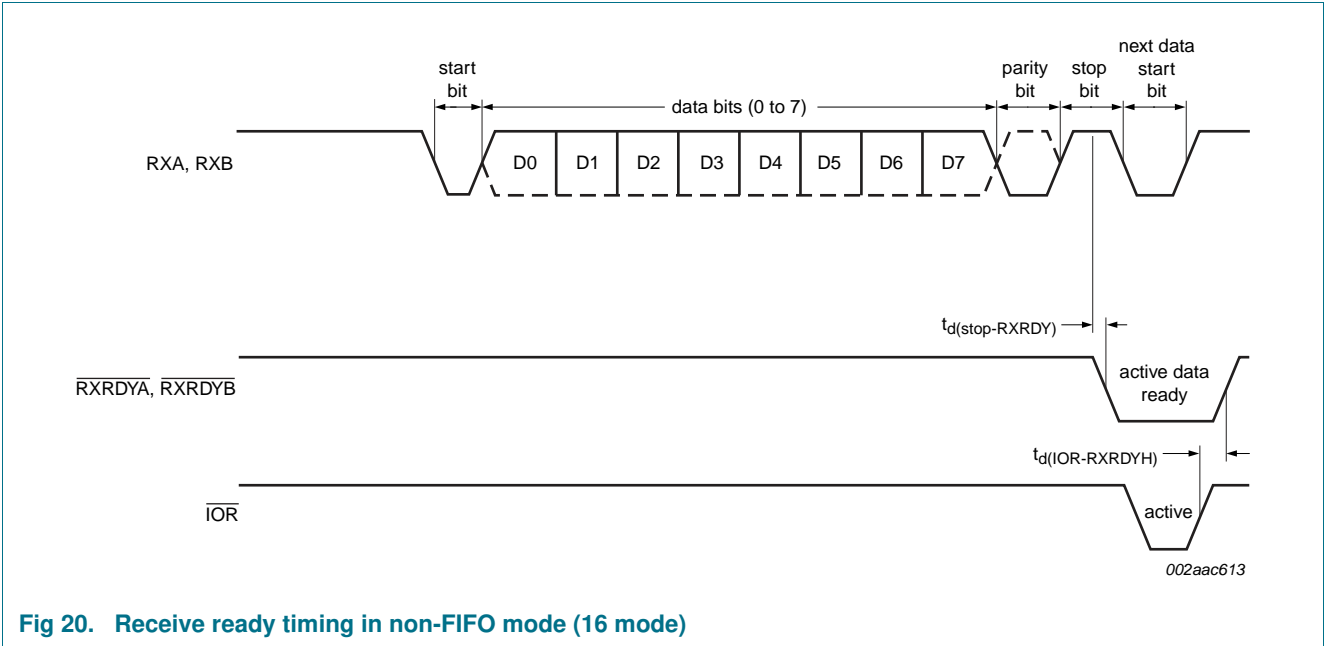 next data
start
bit
start
bit
parity
bit
stop
bit
data bits (0 to 7)
RXA, RXB
D0 D1 D2 D3 D4 D5 D6 D7
td(stop-RXRDY)
RXRDYA, RXRDYB
active data
ready
td(IOR-RXRDYH)
IOR
active
002aac613
Fig 20. Receive ready timing in non-FIFO mode (16 mode)